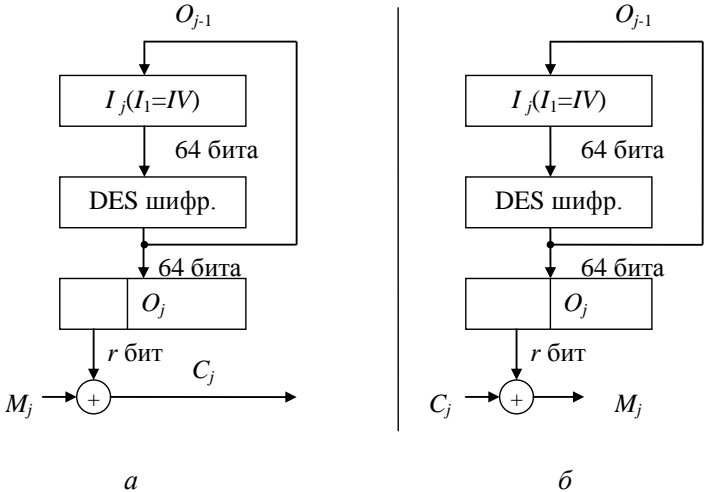 O_{j-1}
I_j(I_1=IV)
64 бита
DES шифр.
64 бита
O_j
r бит
C_j
M_j
+
а
O_{j-1}
I_j(I_1=IV)
64 бита
DES шифр.
64 бита
O_j
r бит
C_j
+
M_j
б